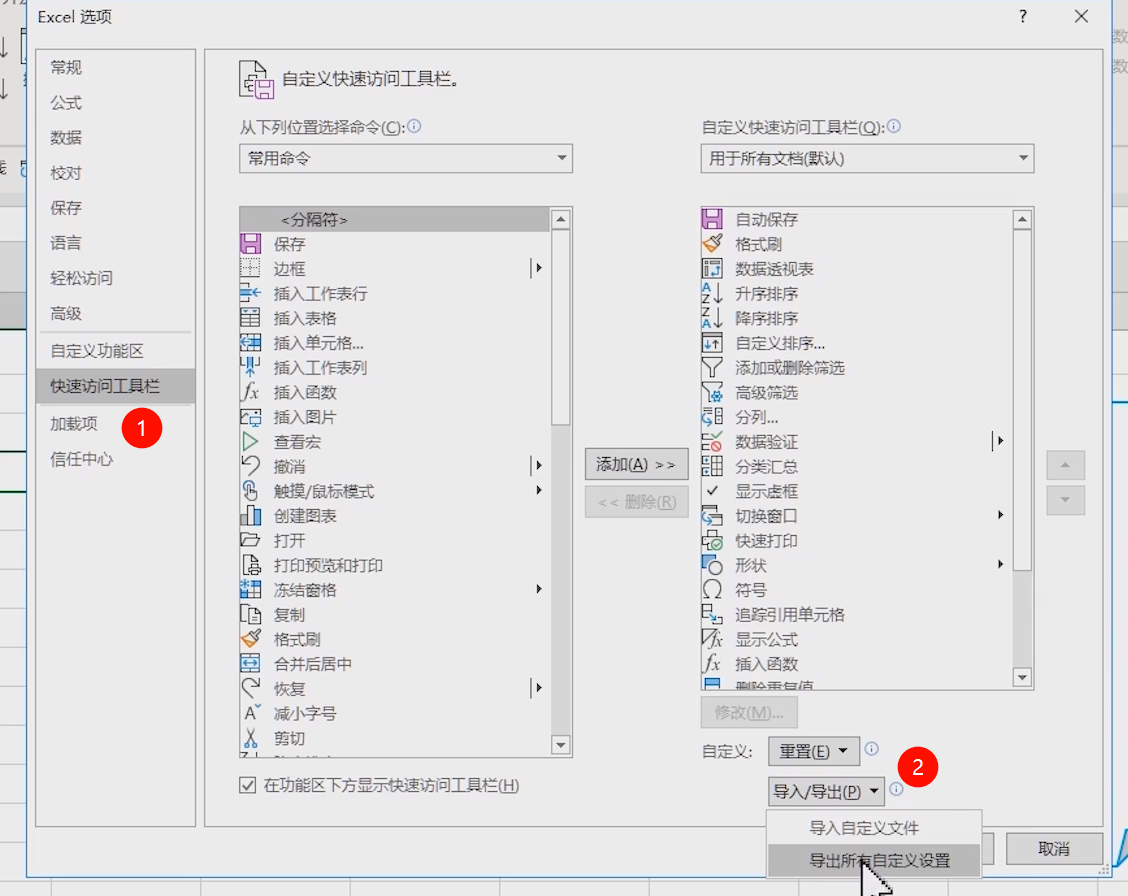 Excel 选项
?
常规
公式
数据
校对
保存
语言
轻松访问
高级
自定义功能区
快速访问工具栏
加载项
1
信任中心
自定义快速访问工具栏。
从下列位置选择命令(C):
常用命令
<分隔符>
保存
边框
插入工作表行
插入表格
插入单元格...
插入工作表列
插入函数
插入图片
查看宏
撤消
触摸/鼠标模式
创建图表
打开
打印预览和打印
冻结窗格
复制
格式刷
合并后居中
恢复
减小字号
剪切
在功能区下方显示快速访问工具栏(H)
添加(A) >>
<< 删除(R)
自定义快速访问工具栏(Q):
用于所有文档(默认)
自动保存
格式刷
数据透视表
升序排序
降序排序
自定义排序...
添加或删除筛选
高级筛选
分列...
数据验证
分类汇总
显示虚框
切换窗口
快速打印
形状
符号
追踪引用单元格
显示公式
插入函数
删除重复值
修改(M)...
自定义: 重置(E)
2
导入/导出(P)
导入自定义文件
导出所有自定义设置
取消